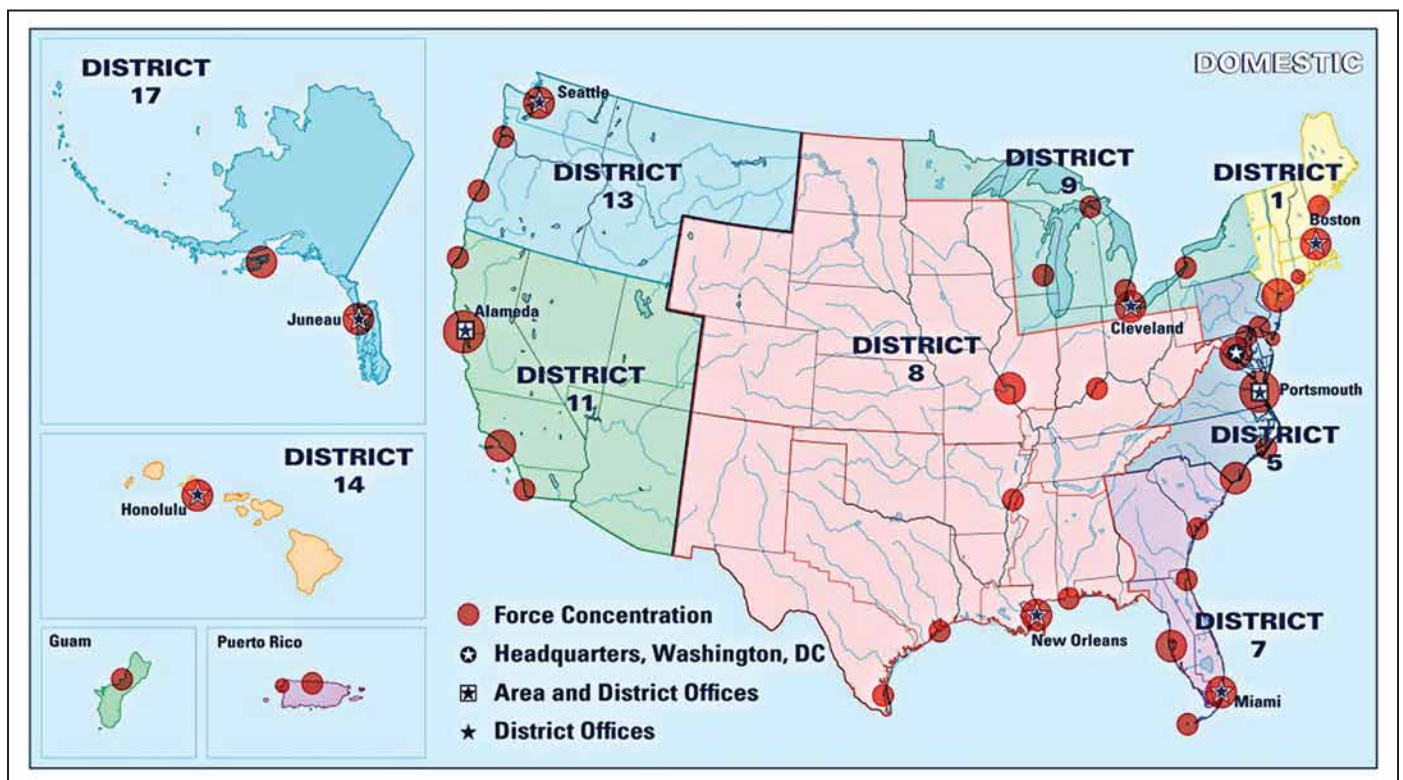 DOMESTIC
DISTRICT
17
Juneau
DISTRICT
14
Honolulu
Guam
Puerto Rico
Seattle
DISTRICT
13
Alameda
DISTRICT
11
DISTRICT
8
DISTRICT
9
Cleveland
DISTRICT
1
Boston
Portsmouth
DISTRICT
5
DISTRICT
7
Miami
New Orleans
Force Concentration
Headquarters, Washington, DC
Area and District Offices
District Offices